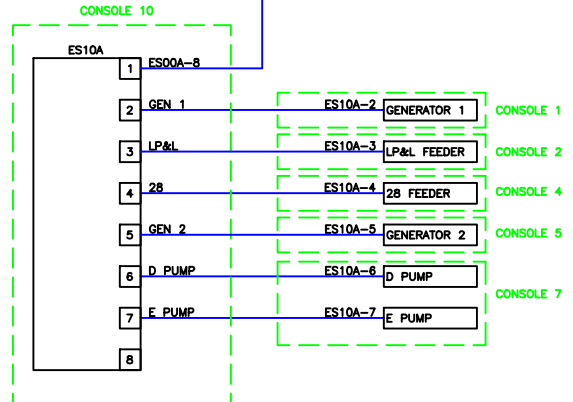 CONSOLE 10
ES10A
1 ES00A-8
2 GEN 1 ES10A-2 GENERATOR 1 CONSOLE 1
3 LP&L ES10A-3 LP&L FEEDER CONSOLE 2
4 28 ES10A-4 28 FEEDER CONSOLE 4
5 GEN 2 ES10A-5 GENERATOR 2 CONSOLE 5
6 D PUMP ES10A-6 D PUMP
CONSOLE 7
7 E PUMP ES10A-7 E PUMP
8